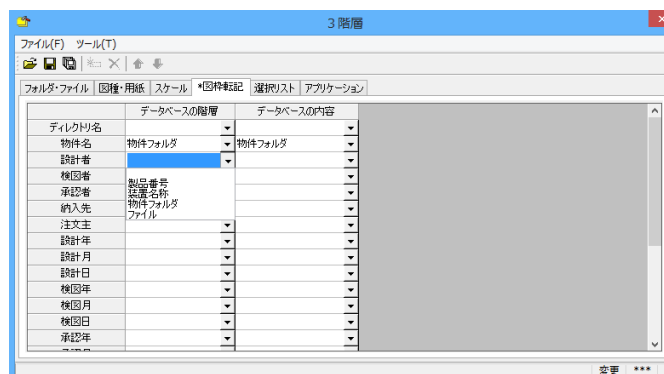 3階層
ファイル(F) ツール(T)
フォルダ・ファイル 図種・用紙 スケール *図枠転記 選択リスト アプリケーション
データベースの階層 データベースの内容
ディレクトリ名
物件名 物件フォルダ 物件フォルダ
設計者
検図者
製品番号
承認者
装置名称
納入先
物件フォルダ
ファイル
注文主
設計年
設計月
設計日
検図年
検図月
検図日
承認年
変更 ***